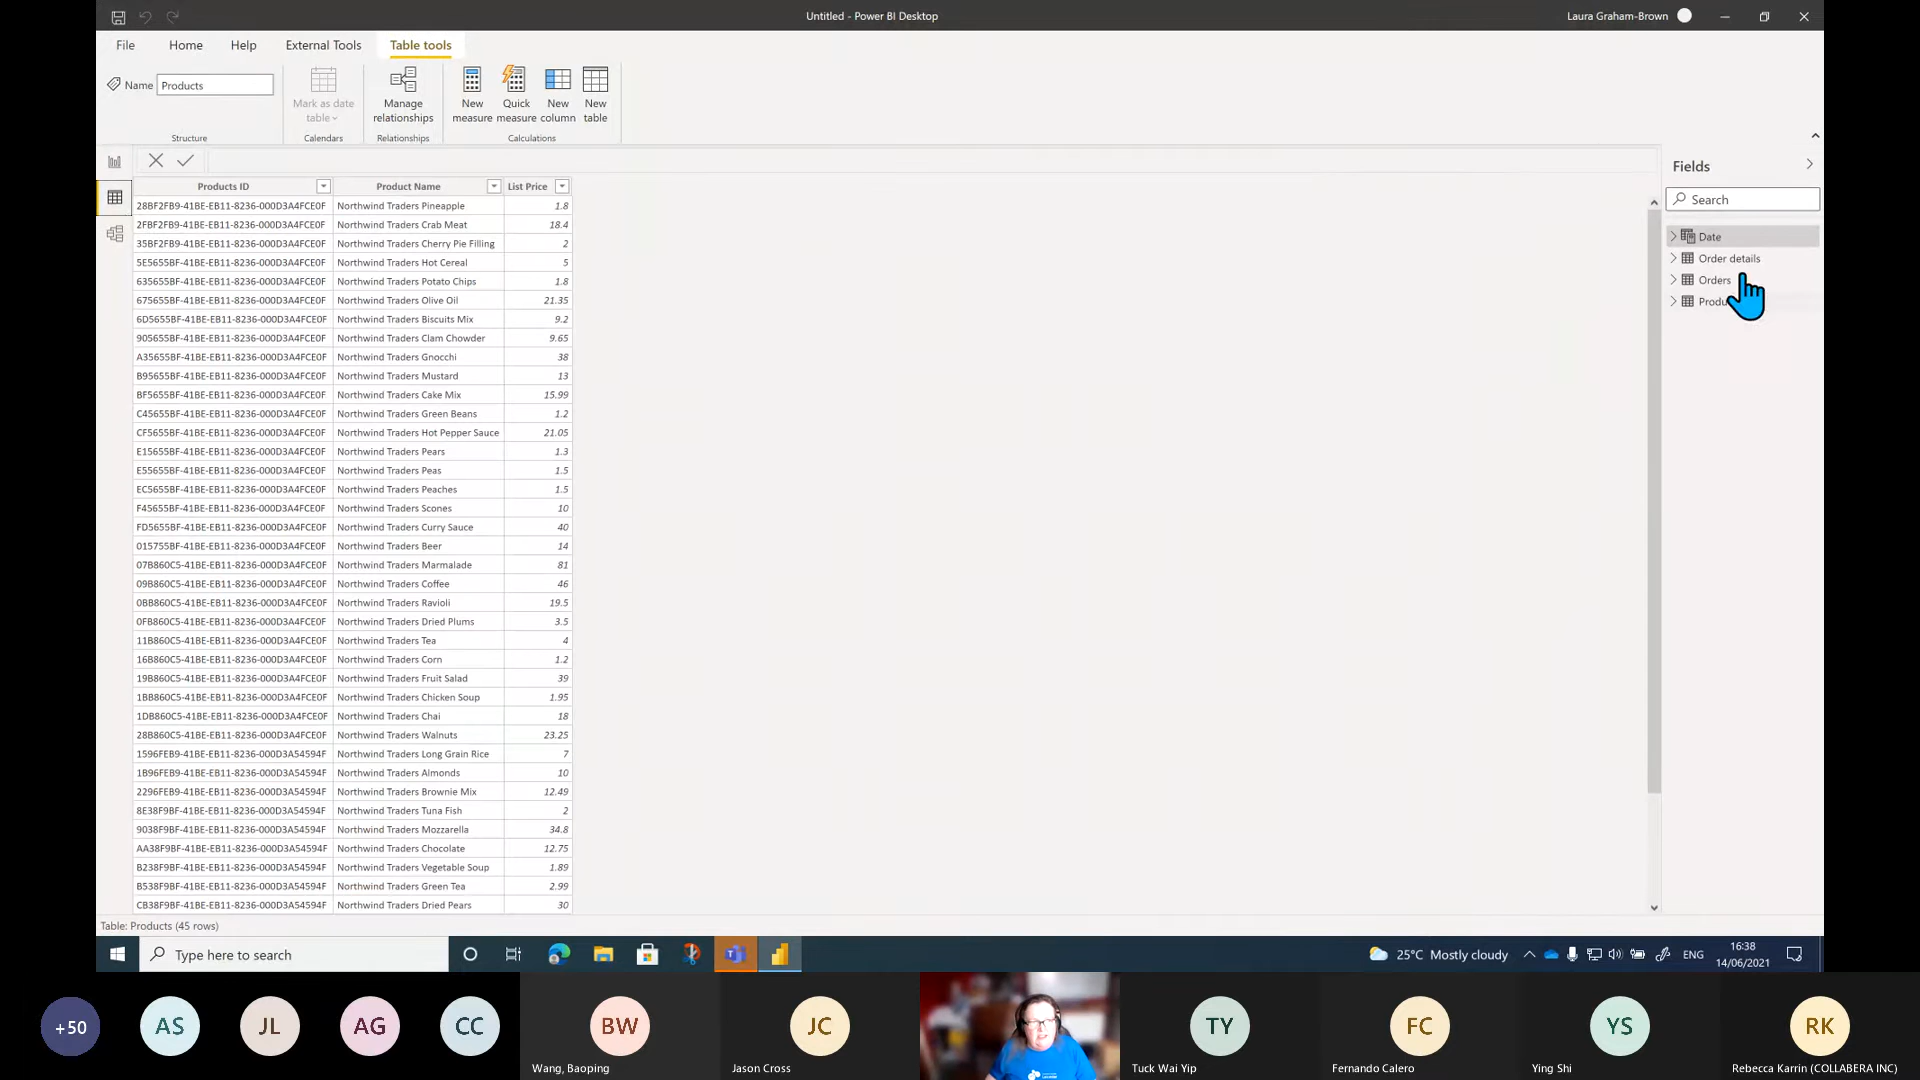 Untitled - Power BI Desktop
Laura Graham-Brown
File Home Help External Tools Table tools
Name Products
Mark as date table
Manage relationships
New measure
Quick measure
New column
New table
Structure Calendars Relationships Calculations
Fields
Search
Date
Order details
Orders
Products ID Product Name List Price
28BF2FB9-41BE-EB11-8236-000D3A4FCE0F Northwind Traders Pineapple 1.8
2FBF2FB9-41BE-EB11-8236-000D3A4FCE0F Northwind Traders Crab Meat 18.4
35BF2FB9-41BE-EB11-8236-000D3A4FCE0F Northwind Traders Cherry Pie Filling 2
5E5655BF-41BE-EB11-8236-000D3A4FCE0F Northwind Traders Hot Cereal 5
635655BF-41BE-EB11-8236-000D3A4FCE0F Northwind Traders Potato Chips 1.8
675655BF-41BE-EB11-8236-000D3A4FCE0F Northwind Traders Olive Oil 21.35
6D5655BF-41BE-EB11-8236-000D3A4FCE0F Northwind Traders Biscuits Mix 9.2
905655BF-41BE-EB11-8236-000D3A4FCE0F Northwind Traders Clam Chowder 9.65
A35655BF-41BE-EB11-8236-000D3A4FCE0F Northwind Traders Gnocchi 38
B95655BF-41BE-EB11-8236-000D3A4FCE0F Northwind Traders Mustard 13
BF5655BF-41BE-EB11-8236-000D3A4FCE0F Northwind Traders Cake Mix 15.99
C45655BF-41BE-EB11-8236-000D3A4FCE0F Northwind Traders Green Beans 1.2
CF5655BF-41BE-EB11-8236-000D3A4FCE0F Northwind Traders Hot Pepper Sauce 21.05
E15655BF-41BE-EB11-8236-000D3A4FCE0F Northwind Traders Pears 1.3
E55655BF-41BE-EB11-8236-000D3A4FCE0F Northwind Traders Peas 1.5
EC5655BF-41BE-EB11-8236-000D3A4FCE0F Northwind Traders Peaches 1.5
F45655BF-41BE-EB11-8236-000D3A4FCE0F Northwind Traders Scones 10
FD5655BF-41BE-EB11-8236-000D3A4FCE0F Northwind Traders Curry Sauce 40
015755BF-41BE-EB11-8236-000D3A4FCE0F Northwind Traders Beer 14
07B860C5-41BE-EB11-8236-000D3A4FCE0F Northwind Traders Marmalade 81
09B860C5-41BE-EB11-8236-000D3A4FCE0F Northwind Traders Coffee 46
0BB860C5-41BE-EB11-8236-000D3A4FCE0F Northwind Traders Ravioli 19.5
0FB860C5-41BE-EB11-8236-000D3A4FCE0F Northwind Traders Dried Plums 3.5
11B860C5-41BE-EB11-8236-000D3A4FCE0F Northwind Traders Tea 4
16B860C5-41BE-EB11-8236-000D3A4FCE0F Northwind Traders Corn 1.2
19B860C5-41BE-EB11-8236-000D3A4FCE0F Northwind Traders Fruit Salad 39
1BB860C5-41BE-EB11-8236-000D3A4FCE0F Northwind Traders Chicken Soup 1.95
1DB860C5-41BE-EB11-8236-000D3A4FCE0F Northwind Traders Chai 18
28B860C5-41BE-EB11-8236-000D3A4FCE0F Northwind Traders Walnuts 23.25
1596FEB9-41BE-EB11-8236-000D3A54594F Northwind Traders Long Grain Rice 7
1B96FEB9-41BE-EB11-8236-000D3A54594F Northwind Traders Almonds 10
2296FEB9-41BE-EB11-8236-000D3A54594F Northwind Traders Brownie Mix 12.49
8E38F9BF-41BE-EB11-8236-000D3A54594F Northwind Traders Tuna Fish 2
9038F9BF-41BE-EB11-8236-000D3A54594F Northwind Traders Mozzarella 34.8
AA38F9BF-41BE-EB11-8236-000D3A54594F Northwind Traders Chocolate 12.75
B238F9BF-41BE-EB11-8236-000D3A54594F Northwind Traders Vegetable Soup 1.89
B538F9BF-41BE-EB11-8236-000D3A54594F Northwind Traders Green Tea 2.99
CB38F9BF-41BE-EB11-8236-000D3A54594F Northwind Traders Dried Pears 30
Table: Products (45 rows)
Type here to search
25°C Mostly cloudy
ENG
16:38
14/06/2021
+50 AS JL AG CC BW JC TY FC YS RK
Wang, Baoping Jason Cross Tuck Wai Yip Fernando Calero Ying Shi Rebecca Karrin (COLLABERA INC)